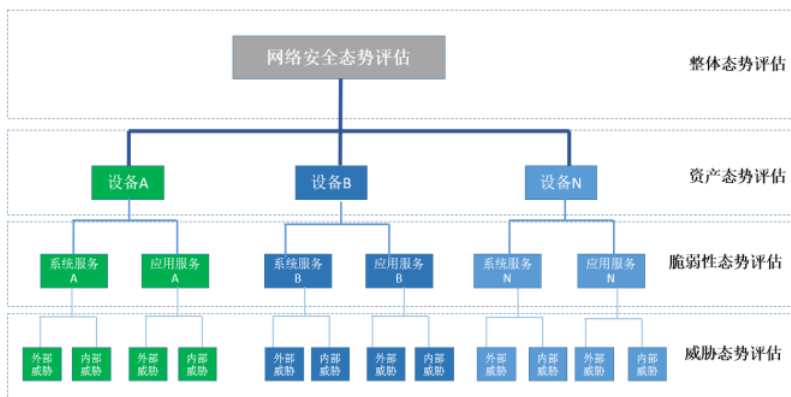 网络安全态势评估
整体态势评估
设备A
设备B
设备N
资产态势评估
系统服务
A
应用服务
A
系统服务
B
应用服务
B
系统服务
N
应用服务
N
脆弱性态势评估
外部
威胁
内部
威胁
外部
威胁
内部
威胁
外部
威胁
内部
威胁
外部
威胁
内部
威胁
外部
威胁
内部
威胁
外部
威胁
内部
威胁
威胁态势评估